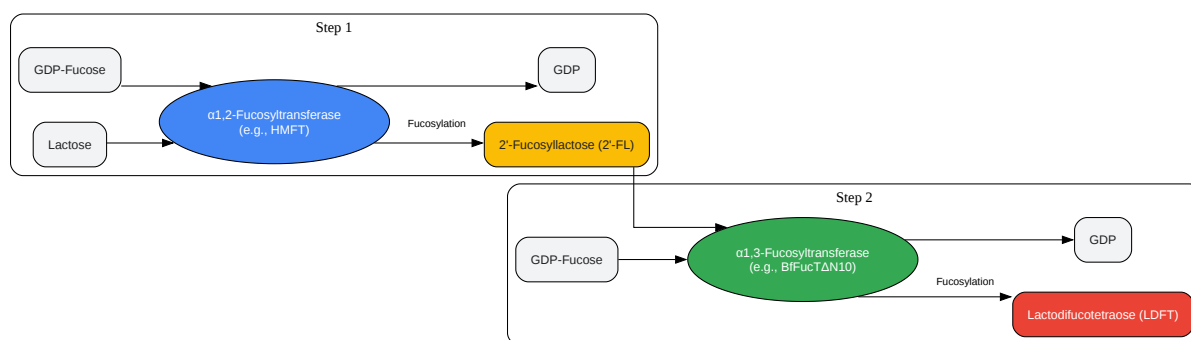 Step 1
GDP-Fucose
GDP
α1,2-Fucosyltransferase
(e.g., HMFT)
Lactose
Fucosylation
2'-Fucosyllactose (2'-FL)
Step 2
GDP-Fucose
α1,3-Fucosyltransferase
(e.g., BfFucTΔN10)
GDP
Fucosylation
Lactodifucotetraose (LDFT)